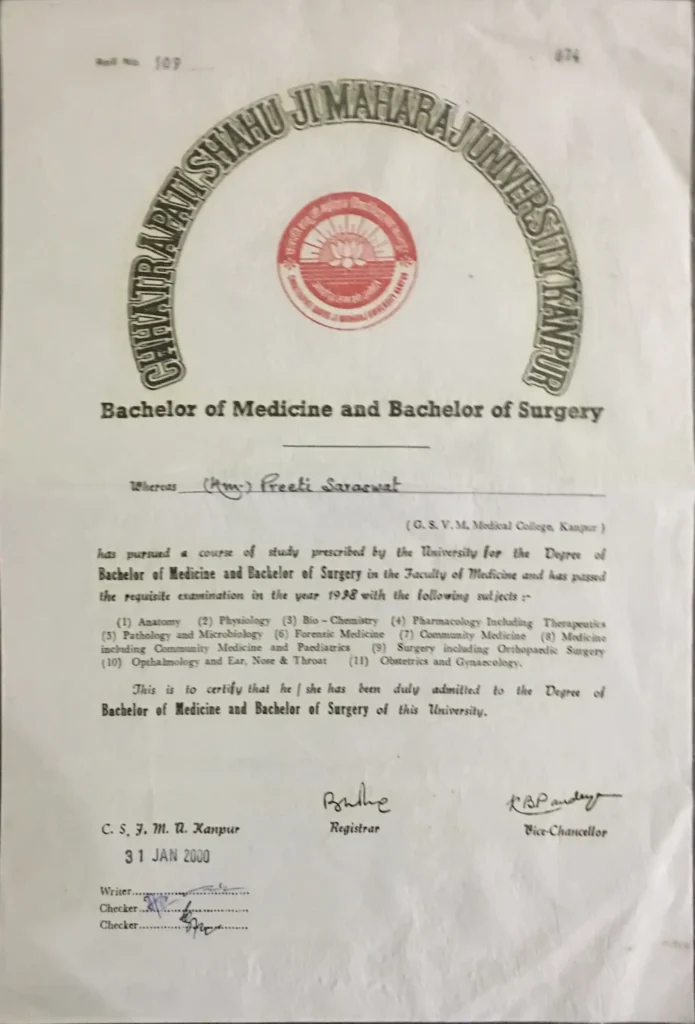 Roll No. 109
074
CHHATRAPATI SHAHU JI MAHARAJ UNIVERSITY KANPUR
Bachelor of Medicine and Bachelor of Surgery
Whereas (Km.) Preeti Saraswat
( G. S. V. M. Medical College, Kanpur )
has pursued a course of study prescribed by the University for the Degree of
Bachelor of Medicine and Bachelor of Surgery in the Faculty of Medicine and has passed
the requisite examination in the year 1998 with the following subjects :-
(1) Anatomy (2) Physiology (3) Bio - Chemistry (4) Pharmacology Including Therapeutics
(5) Pathology and Microbiology (6) Forensic Medicine (7) Community Medicine (8) Medicine
including Community Medicine and Paediatrics (9) Surgery including Orthopaedic Surgery
(10) Opthalmology and Ear, Nose & Throat (11) Obstetrics and Gynaecology.
This is to certify that he / she has been duly admitted to the Degree of
Bachelor of Medicine and Bachelor of Surgery of this University.
KBPandeya
C. S. J. M. U. Kanpur
Registrar
Vice-Chancellor
31 JAN 2000
Writer
Checker
Checker